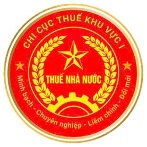 CHI CỤC THUẾ KHU VỰC I
THUẾ NHÀ NƯỚC
Minh bạch - Chuyên nghiệp - Liêm chính - Đổi mới